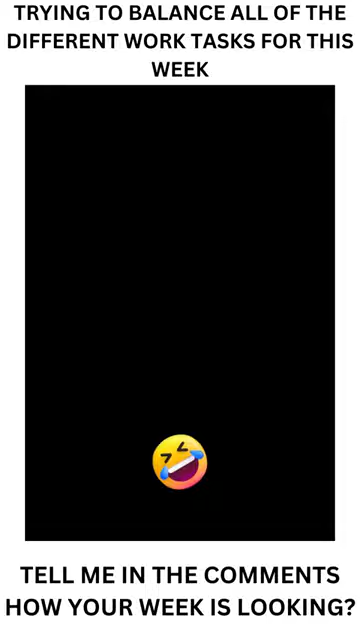 TRYING TO BALANCE ALL OF THE
DIFFERENT WORK TASKS FOR THIS
WEEK
TELL ME IN THE COMMENTS
HOW YOUR WEEK IS LOOKING?